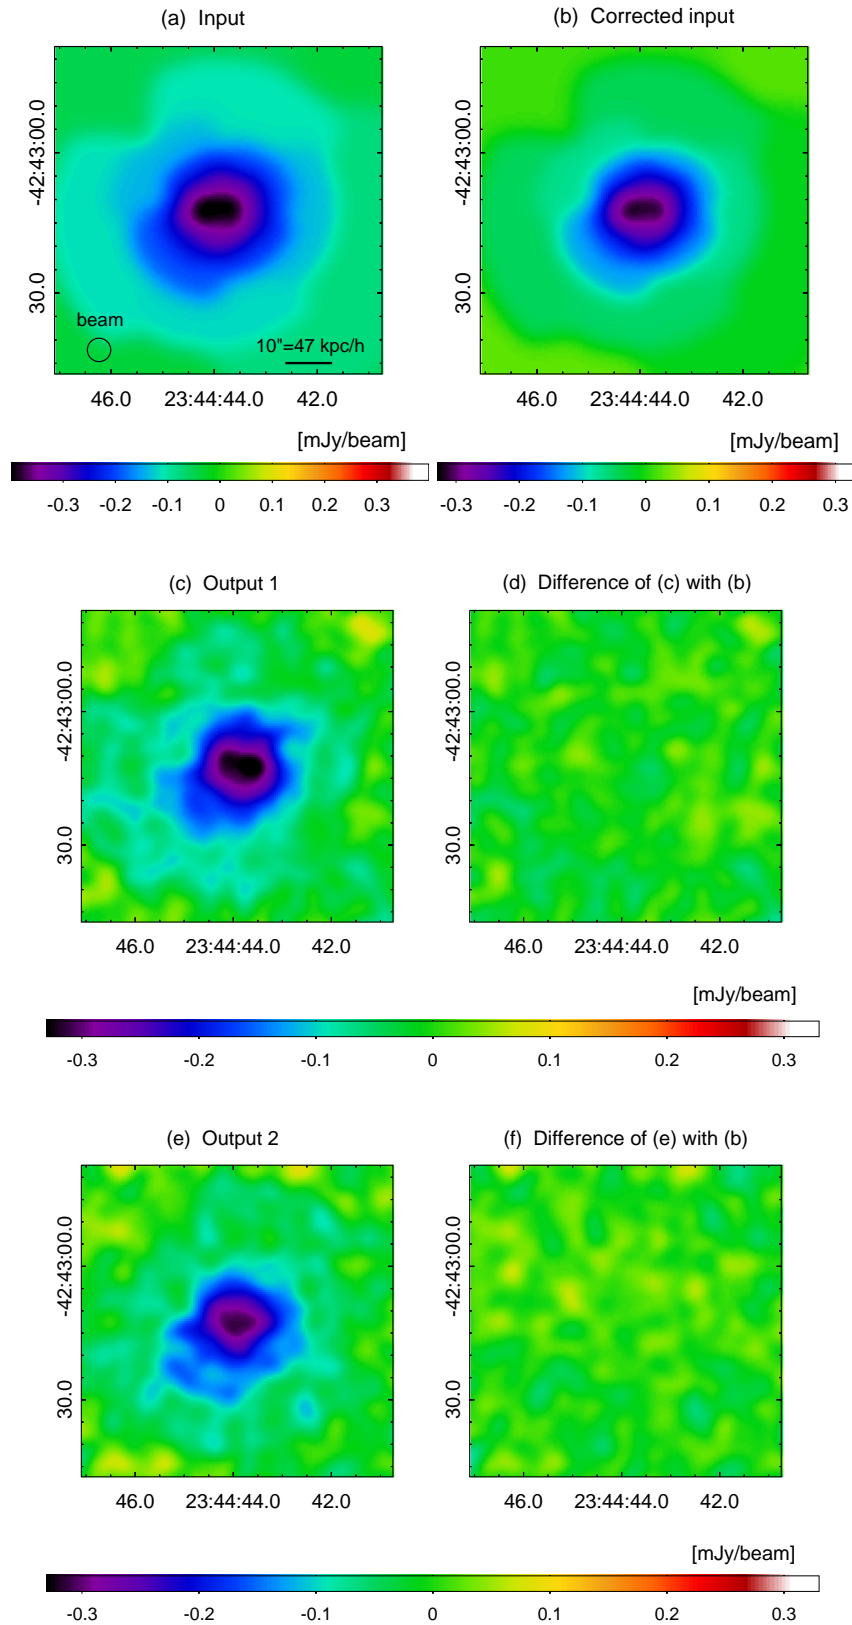 (a) Input
(b) Corrected input
-42:43:00.0
30.0
beam
10"=47 kpc/h
46.0 23:44:44.0 42.0
46.0 23:44:44.0 42.0
[mJy/beam]
[mJy/beam]
-0.3 -0.2 -0.1 0 0.1 0.2 0.3
-0.3 -0.2 -0.1 0 0.1 0.2 0.3
-42:43:00.0
30.0
(c) Output 1
(d) Difference of (c) with (b)
-42:43:00.0
30.0
-42:43:00.0
30.0
46.0 23:44:44.0 42.0
46.0 23:44:44.0 42.0
[mJy/beam]
-0.3 -0.2 -0.1 0 0.1 0.2 0.3
(e) Output 2
(f) Difference of (e) with (b)
-42:43:00.0
30.0
-42:43:00.0
30.0
46.0 23:44:44.0 42.0
46.0 23:44:44.0 42.0
[mJy/beam]
-0.3 -0.2 -0.1 0 0.1 0.2 0.3